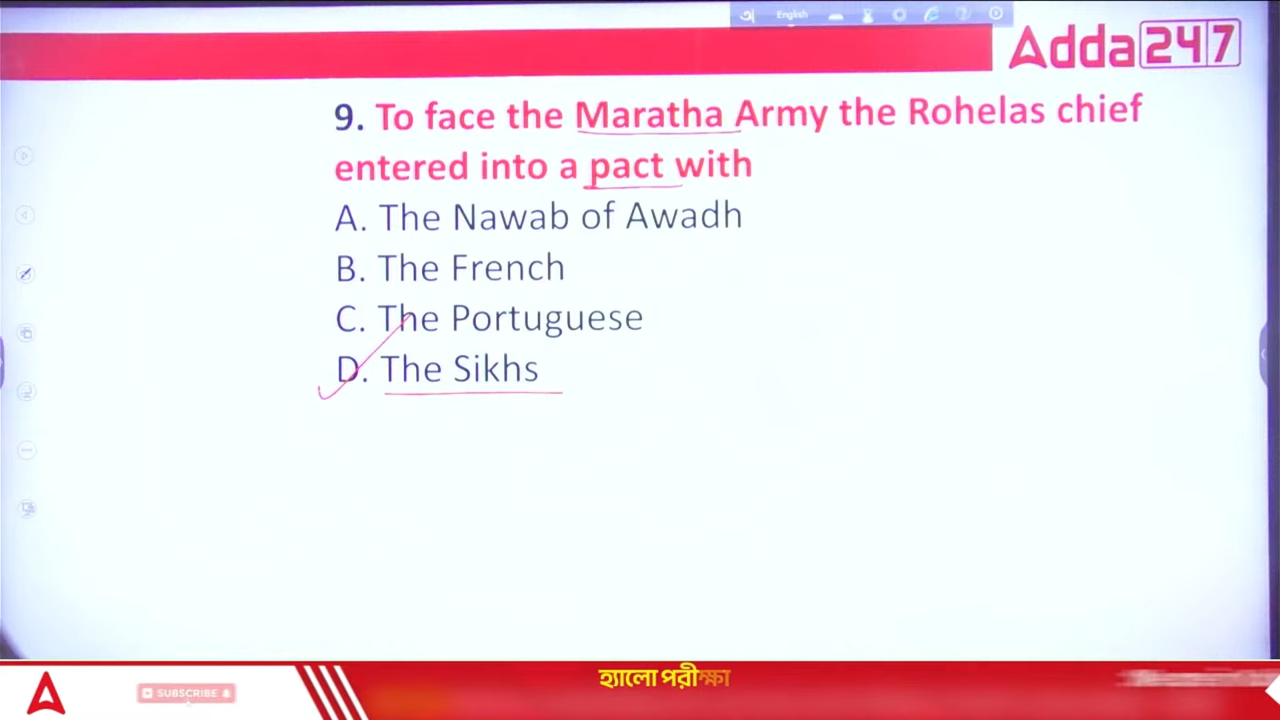 English
Adda247
9. To face the Maratha Army the Rohelas chief
entered into a pact with
A. The Nawab of Awadh
B. The French
C. The Portuguese
D. The Sikhs
SUBSCRIBE
হ্যালো পরীক্ষা